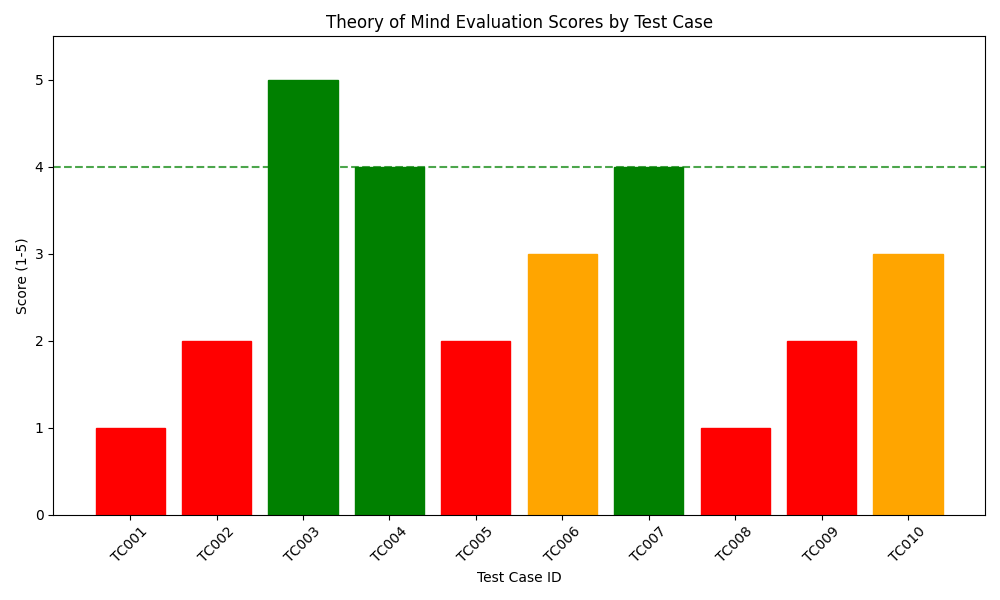 Theory of Mind Evaluation Scores by Test Case
Score (1-5)
5
4
3
2
1
0
TC001
TC002
TC003
TC004
TC005
TC006
TC007
TC008
TC009
TC010
Test Case ID